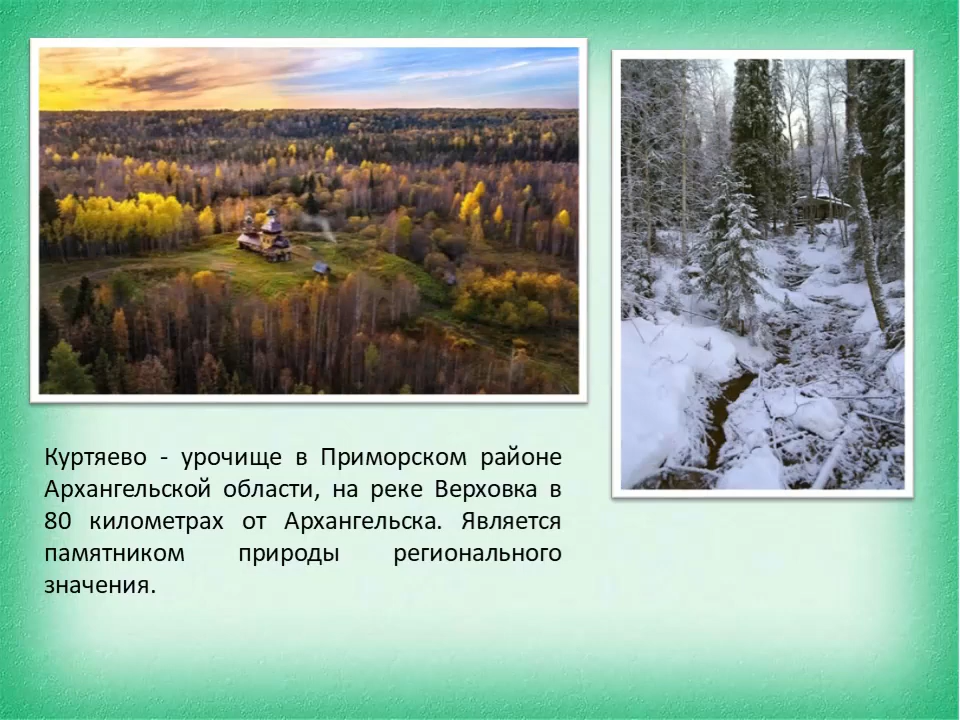 Куртяево - урочище в Приморском районе
Архангельской области, на реке Верховка в
80 километрах от Архангельска. Является
памятником природы регионального
значения.